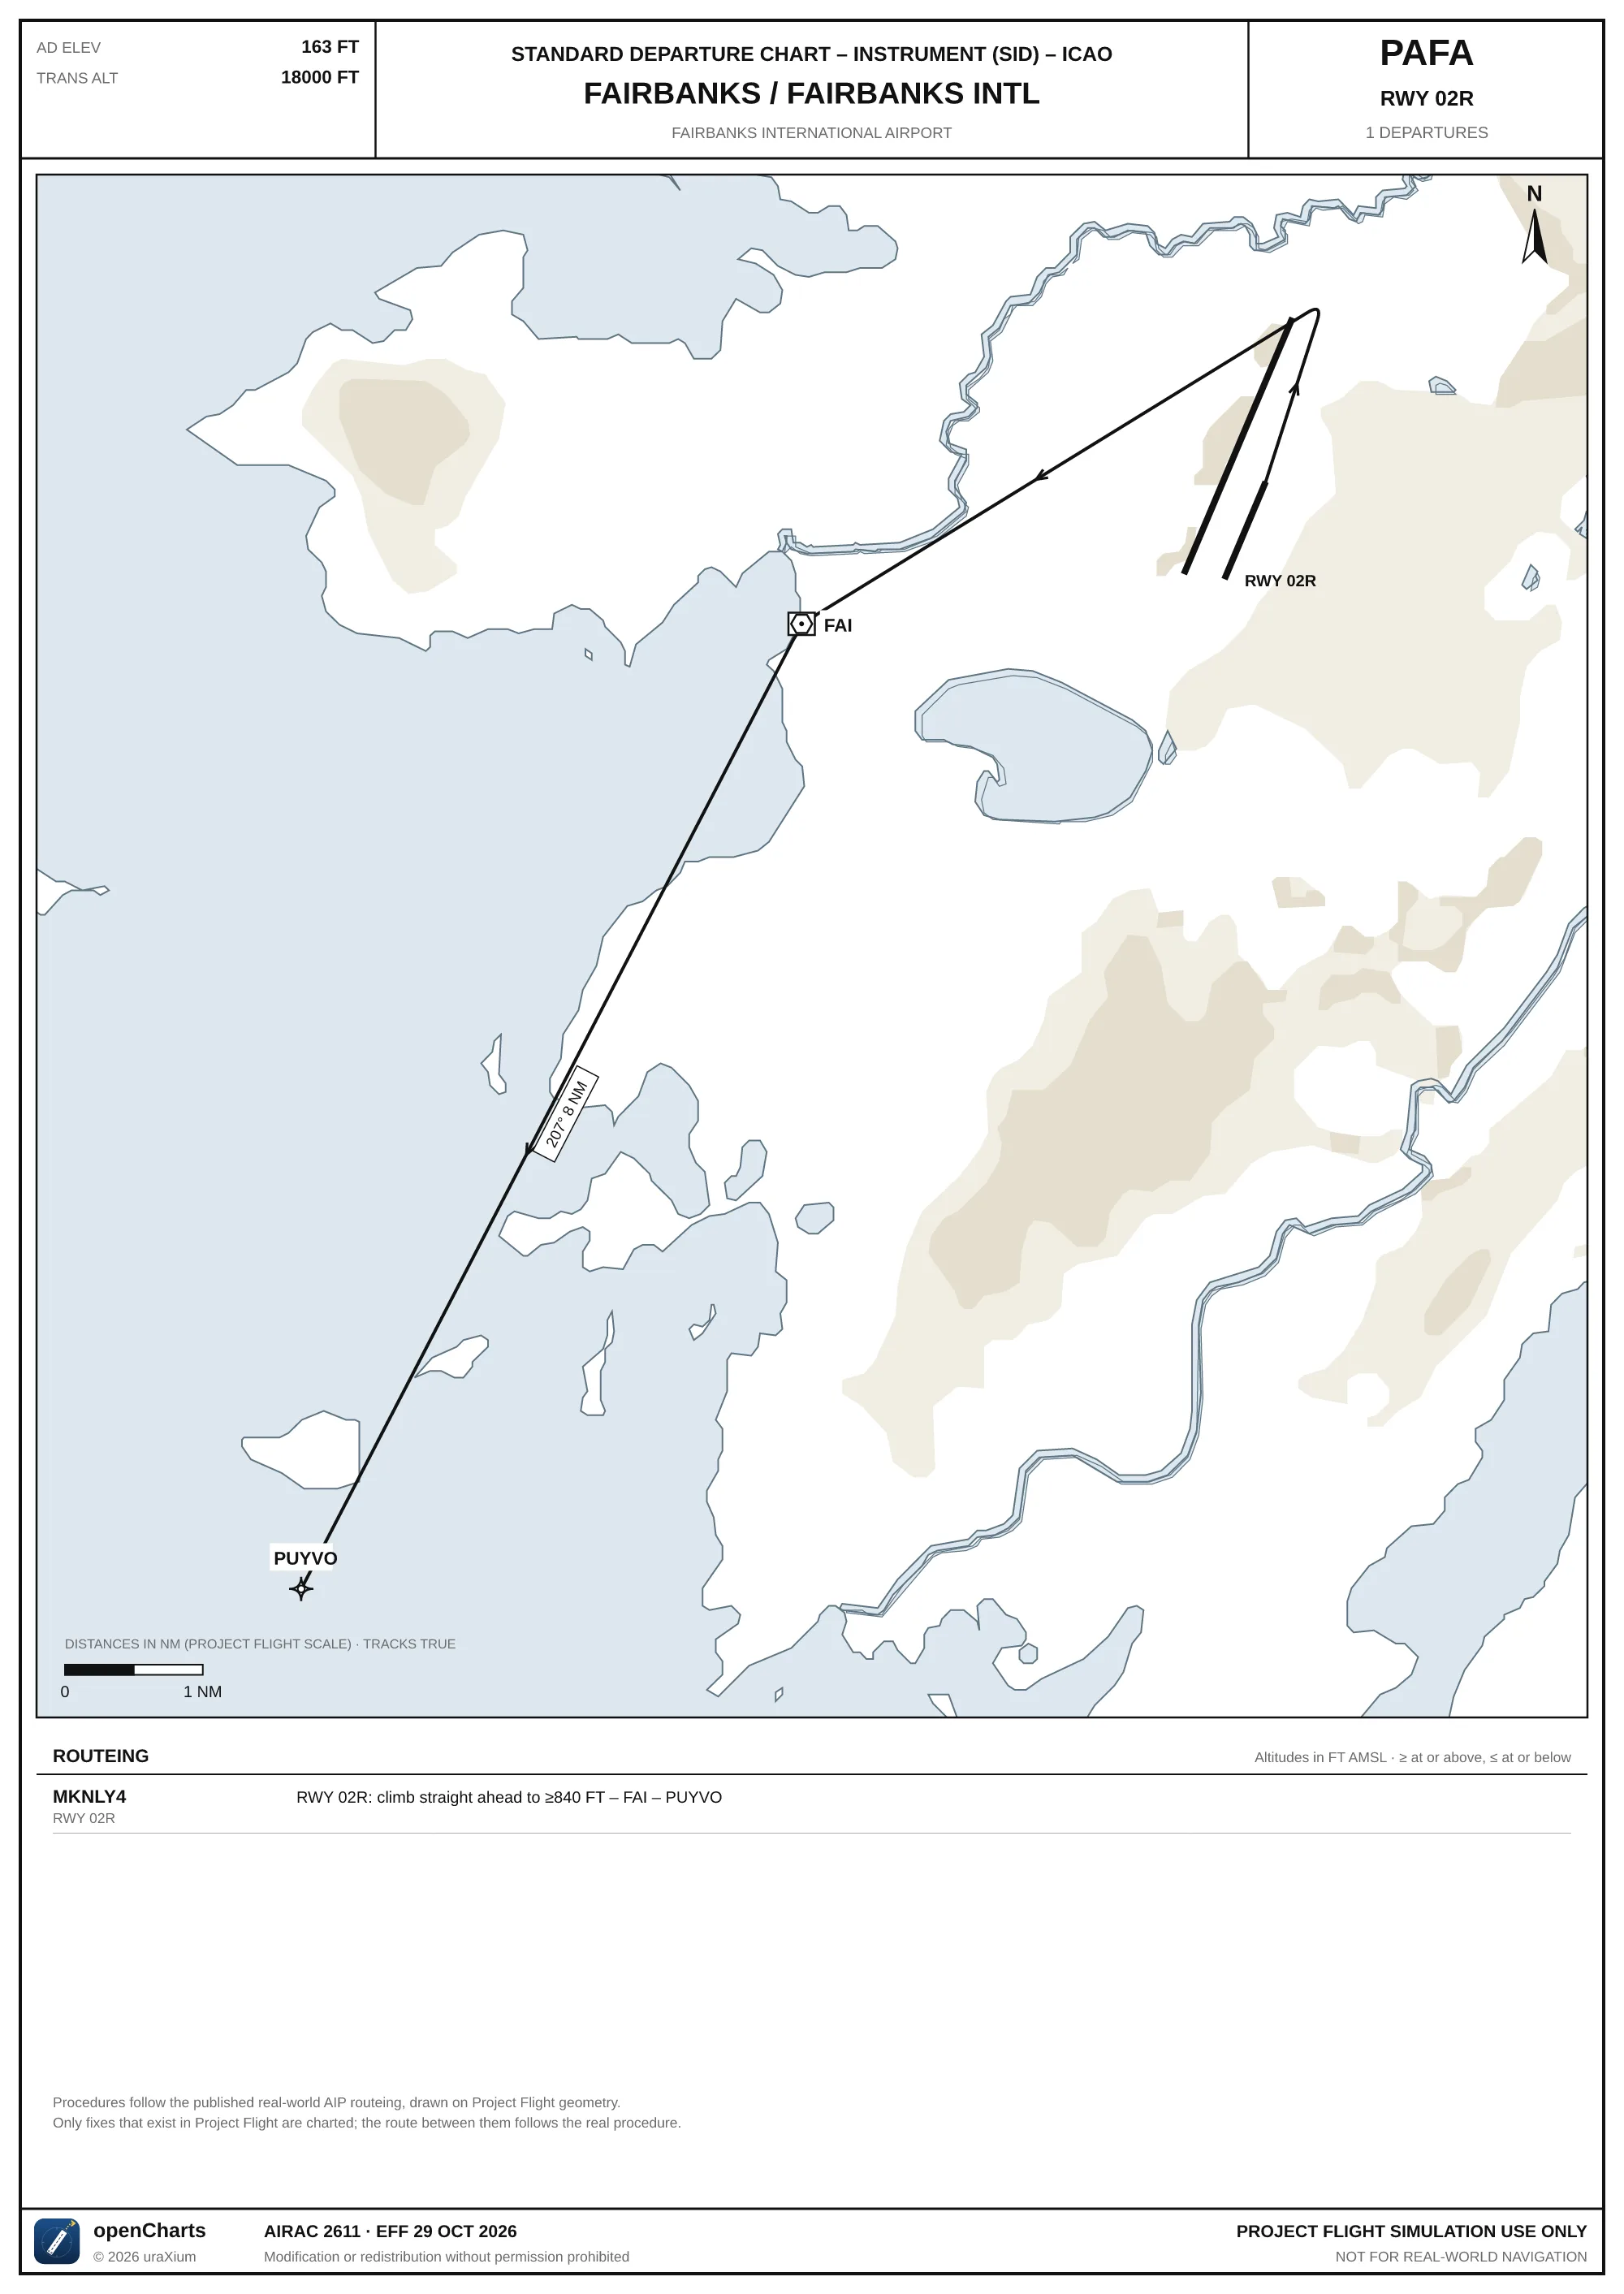 AD ELEV 163 FT
TRANS ALT 18000 FT
STANDARD DEPARTURE CHART – INSTRUMENT (SID) – ICAO
FAIRBANKS / FAIRBANKS INTL
FAIRBANKS INTERNATIONAL AIRPORT
PAFA
RWY 02R
1 DEPARTURES
N
RWY 02R
FAI
207° 8 NM
PUYVO
DISTANCES IN NM (PROJECT FLIGHT SCALE) · TRACKS TRUE
0 1 NM
ROUTEING Altitudes in FT AMSL · ≥ at or above, ≤ at or below
MKNLY4 RWY 02R: climb straight ahead to ≥840 FT – FAI – PUYVO
RWY 02R
Procedures follow the published real-world AIP routeing, drawn on Project Flight geometry.
Only fixes that exist in Project Flight are charted; the route between them follows the real procedure.
openCharts AIRAC 2611 · EFF 29 OCT 2026 PROJECT FLIGHT SIMULATION USE ONLY
© 2026 uraXium Modification or redistribution without permission prohibited NOT FOR REAL-WORLD NAVIGATION